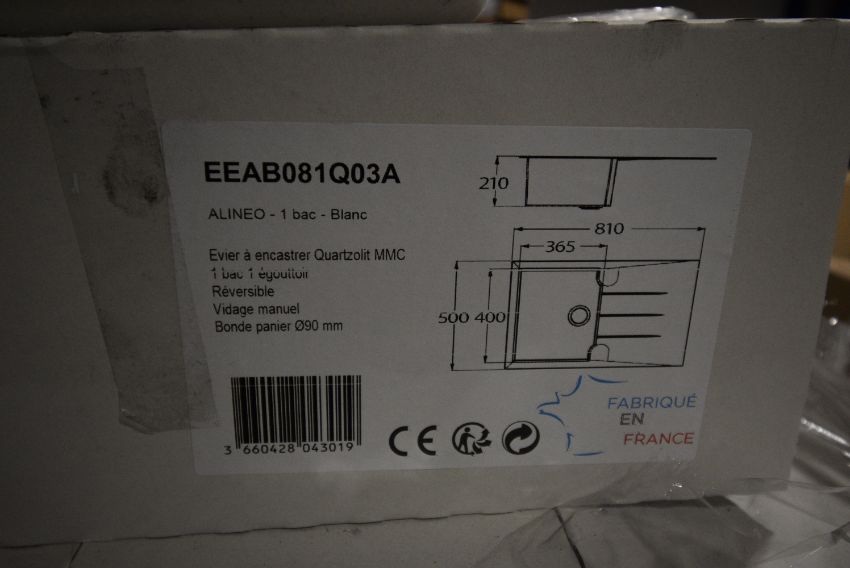 EEAB081Q03A
ALINEO - 1 bac - Blanc
Evier à encastrer Quartzolit MMC
1 bac 1 égouttoir
Réversible
Vidage manuel
Bonde panier Ø90 mm
210
810
365
500 400
3 660428 043019
CE
FABRIQUÉ
EN
FRANCE